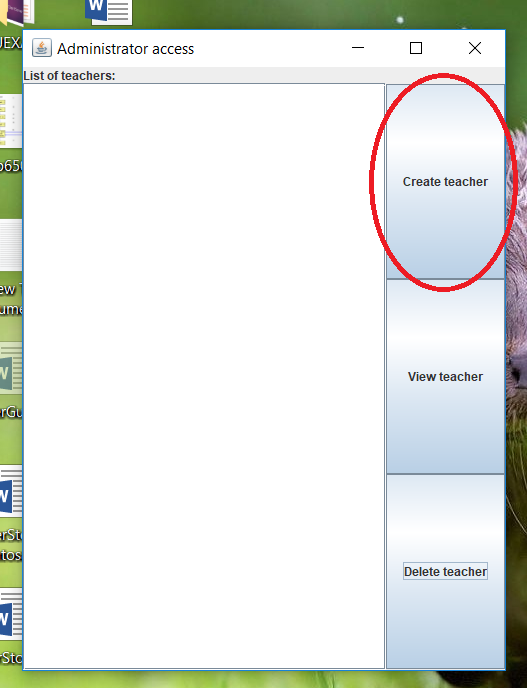 Administrator access
List of teachers:
Create teacher
View teacher
Delete teacher